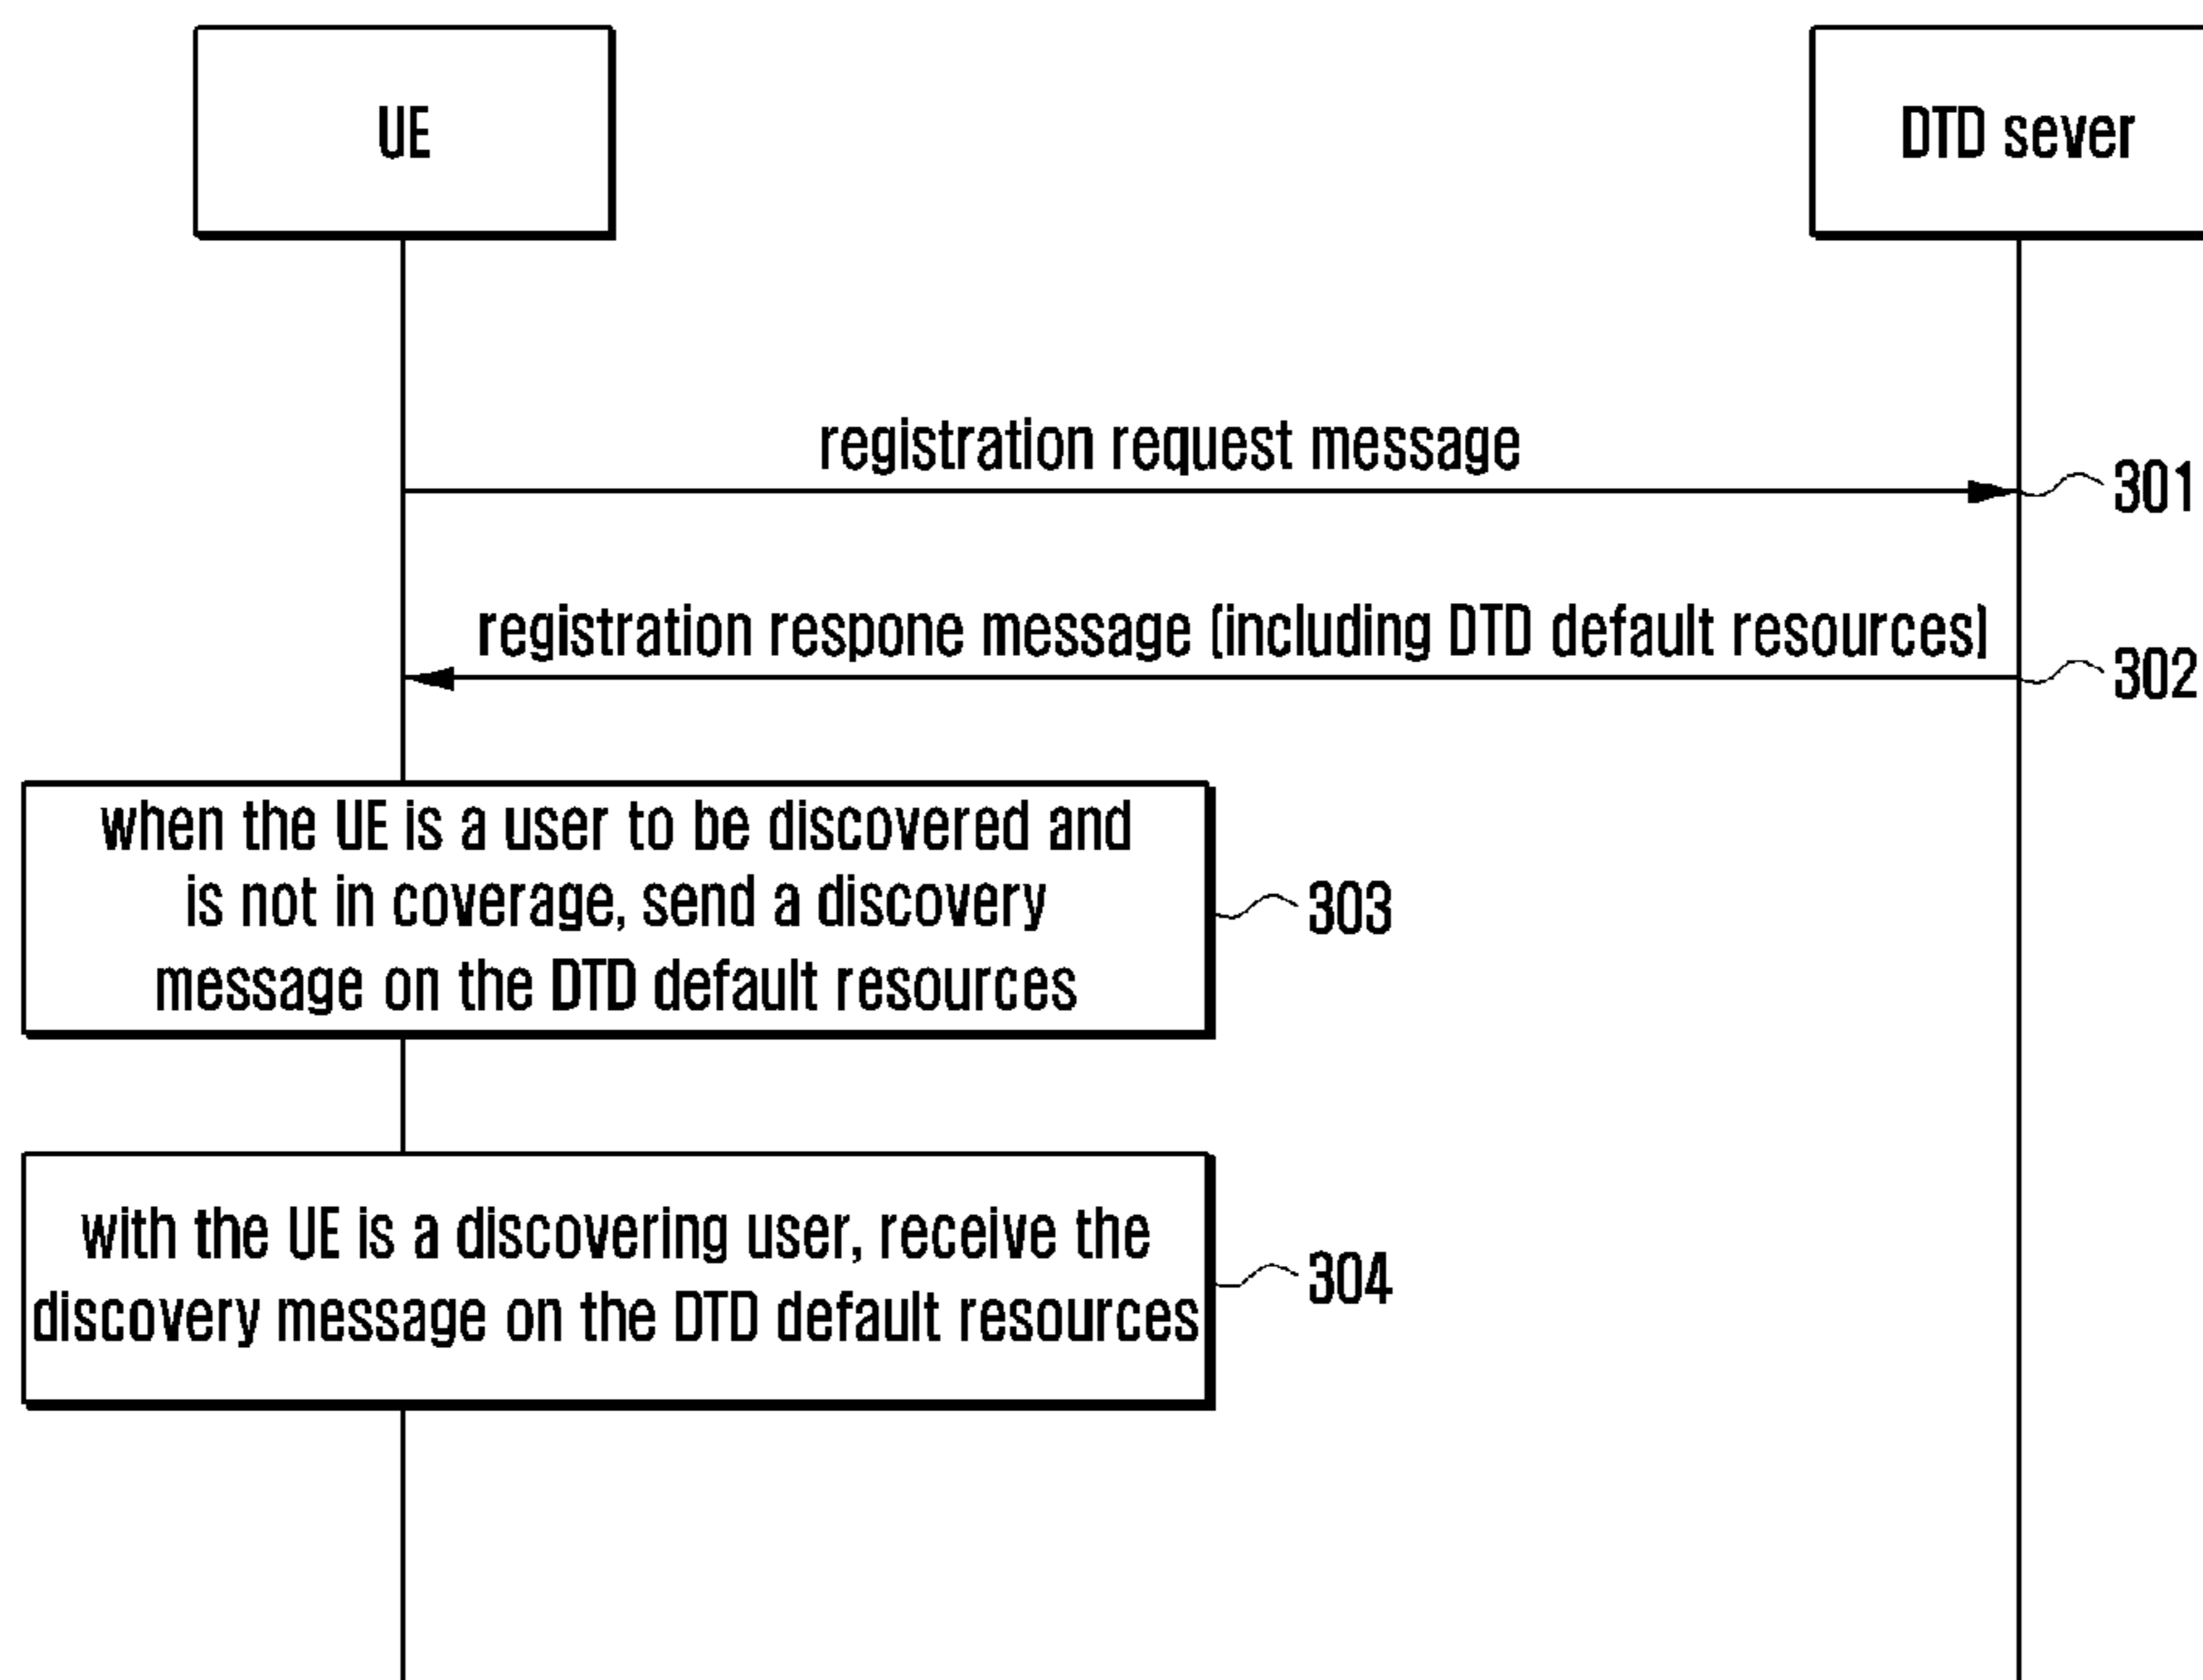 UE
DTD sever
registration request message
301
registration respone message (including DTD default resources)
302
when the UE is a user to be discovered and
is not in coverage, send a discovery
message on the DTD default resources
303
with the UE is a discovering user, receive the
discovery message on the DTD default resources
304